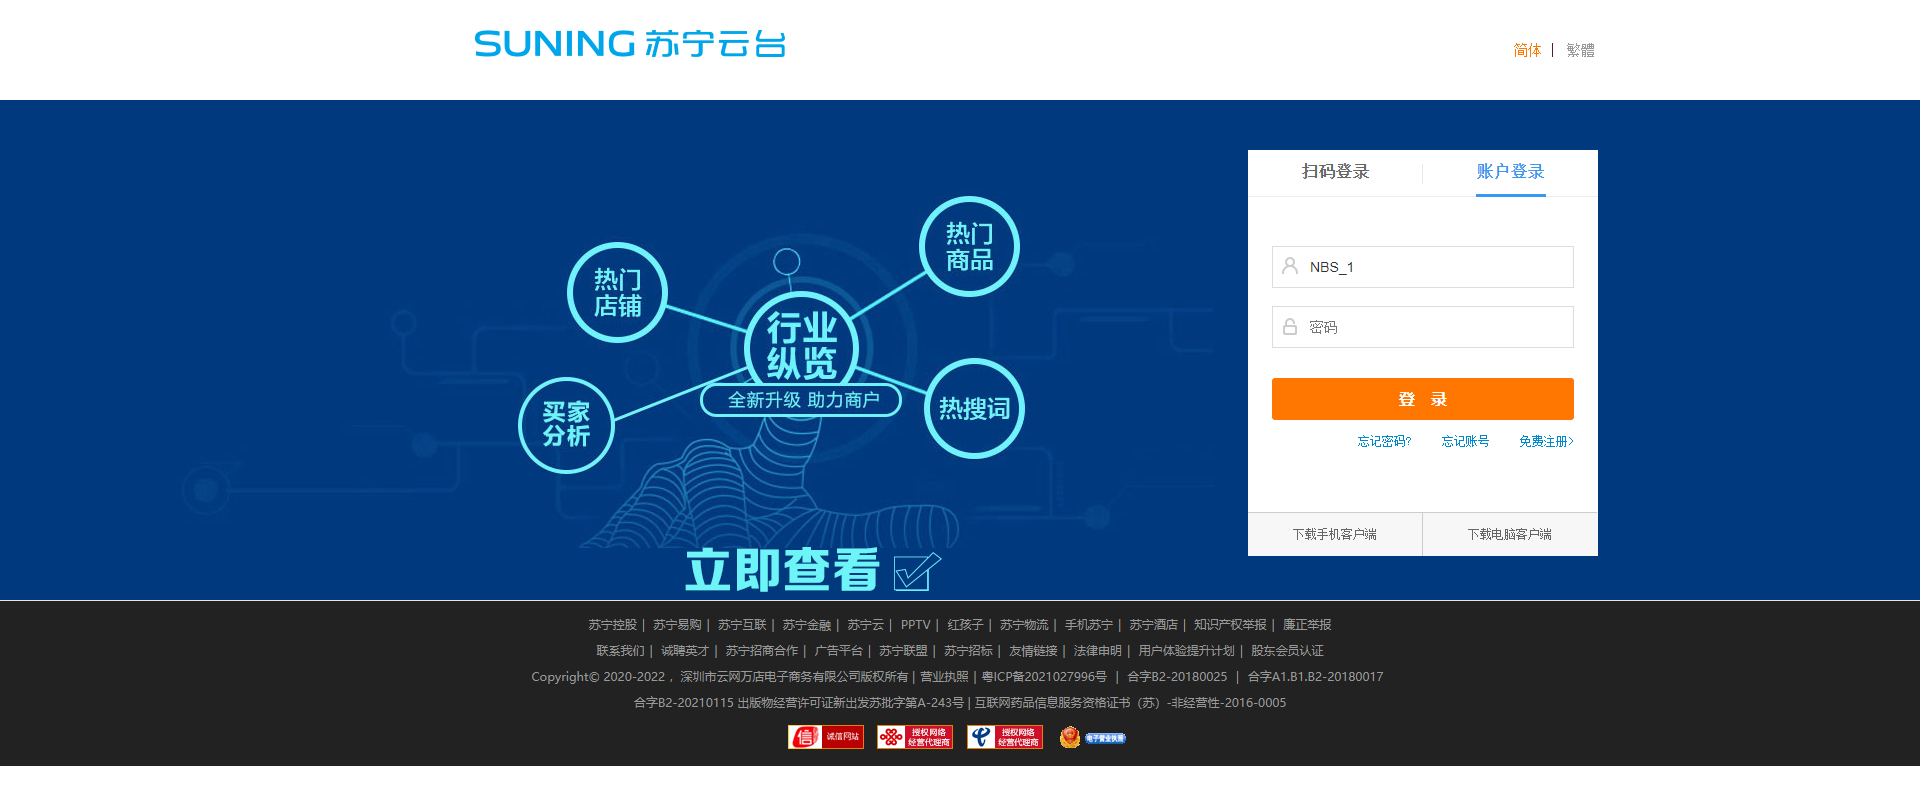 SUNING 苏宁云台
简体 | 繁體
扫码登录
账户登录
NBS_1
密码
登 录
忘记密码?
忘记账号
免费注册>
下载手机客户端
下载电脑客户端
热门
店铺
热门
商品
行业
纵览
全新升级 助力商户
买家
分析
热搜词
立即查看
苏宁控股 | 苏宁易购 | 苏宁互联 | 苏宁金融 | 苏宁云 | PPTV | 红孩子 | 苏宁物流 | 手机苏宁 | 苏宁酒店 | 知识产权举报 | 廉正举报
联系我们 | 诚聘英才 | 苏宁招商合作 | 广告平台 | 苏宁联盟 | 苏宁招标 | 友情链接 | 法律申明 | 用户体验提升计划 | 股东会员认证
Copyright© 2020-2022 , 深圳市云网万店电子商务有限公司版权所有 | 营业执照 | 粤ICP备2021027996号 | 合字B2-20180025 | 合字A1.B1.B2-20180017
合字B2-20210115 出版物经营许可证新出发苏批字第A-243号 | 互联网药品信息服务资格证书（苏）-非经营性-2016-0005
信 诚信网站
授权网络
经营代理商
授权网络
经营代理商
电子营业执照